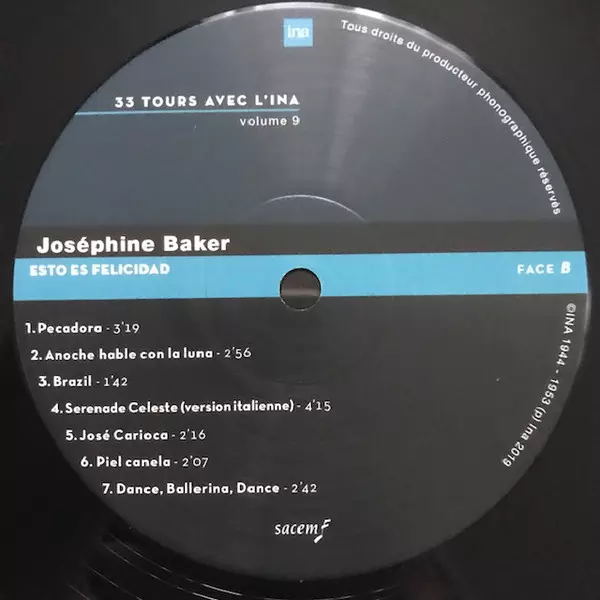 ina
Tous droits du producteur phonographique réservés
33 TOURS AVEC L'INA
volume 9
Joséphine Baker
ESTO ES FELICIDAD
FACE B
1. Pecadora - 3'19
2. Anoche hable con la luna - 2'56
3. Brazil - 1'42
4. Serenade Celeste (version italienne) - 4'15
5. José Carioca - 2'16
6. Piel canela - 2'07
7. Dance, Ballerina, Dance - 2'42
©INA 1944 - 1953 (p) Ina 2019
sacem